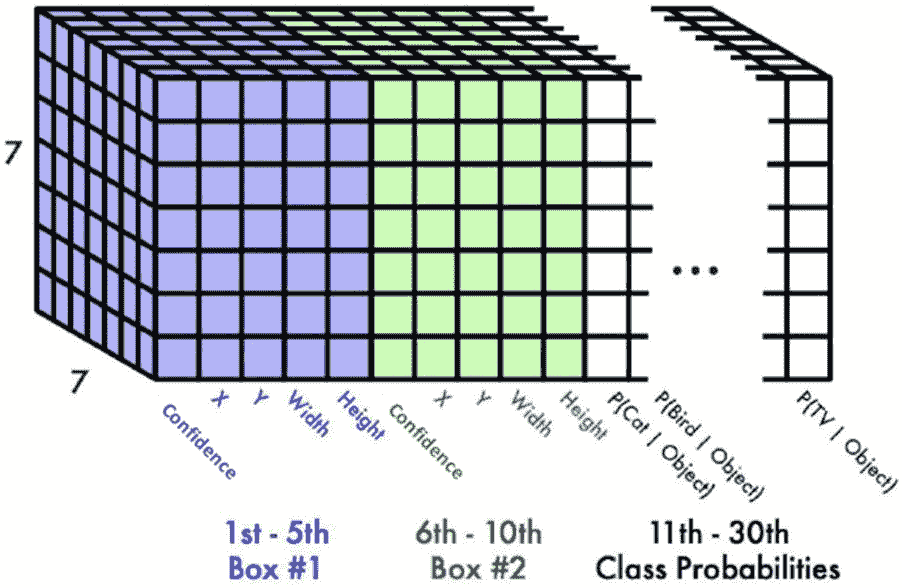 7
7
...
Confidence
X
Y
Width
Height
Confidence
X
Y
Width
Height
P(Cat | Object)
P(Bird | Object)
P(TV | Object)
1st - 5th
Box #1
6th - 10th
Box #2
11th - 30th
Class Probabilities